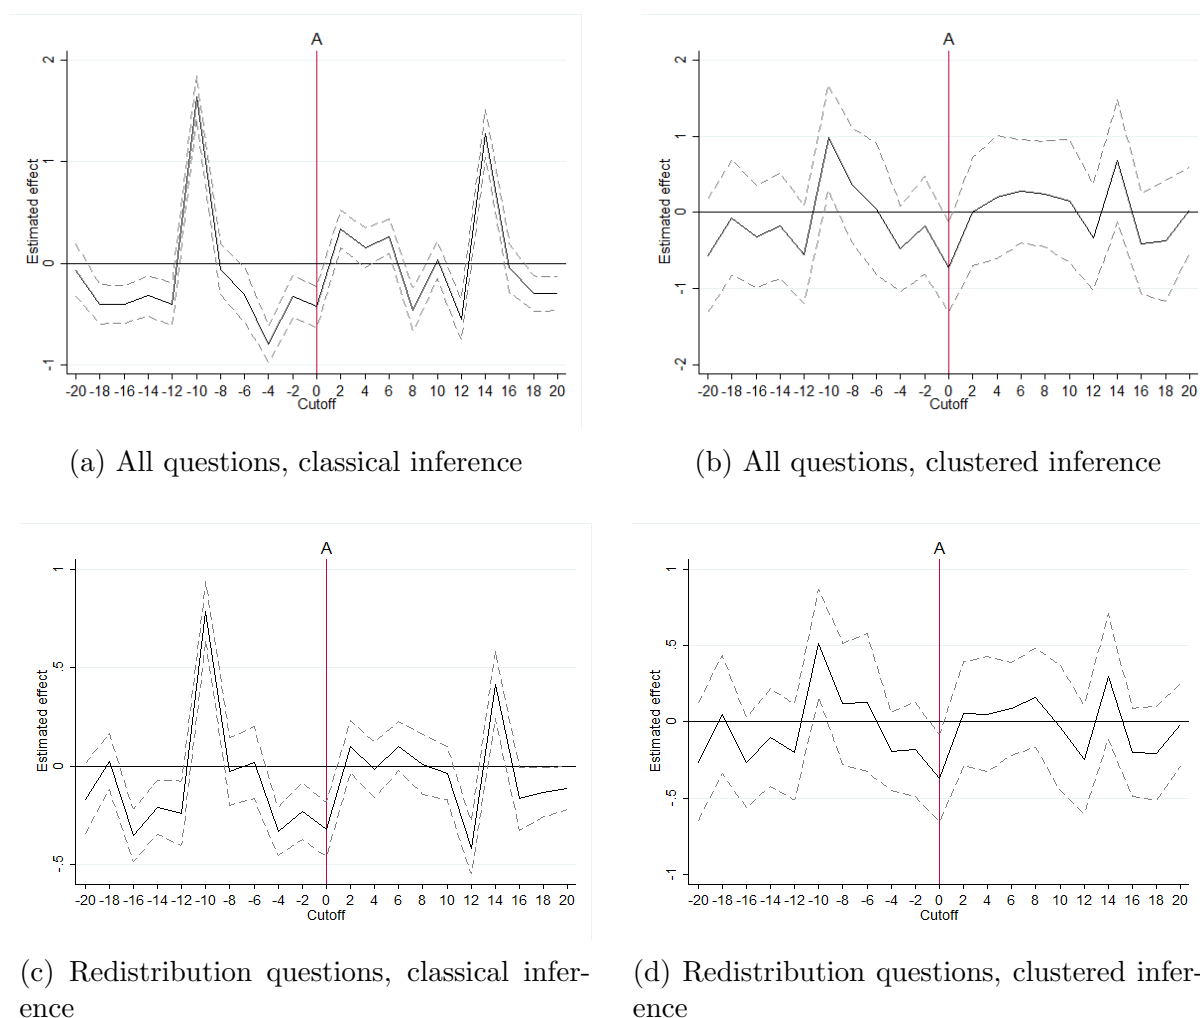 A
A
2
1
0
-1
Estimated effect
-20 -18 -16 -14 -12 -10 -8 -6 -4 -2 0 2 4 6 8 10 12 14 16 18 20
Cutoff
2
1
0
-1
-2
Estimated effect
-20 -18 -16 -14 -12 -10 -8 -6 -4 -2 0 2 4 6 8 10 12 14 16 18 20
Cutoff
(a) All questions, classical inference
(b) All questions, clustered inference
A
A
1
.5
0
-.5
Estimated effect
-20 -18 -16 -14 -12 -10 -8 -6 -4 -2 0 2 4 6 8 10 12 14 16 18 20
Cutoff
1
.5
0
-.5
-1
Estimated effect
-20 -18 -16 -14 -12 -10 -8 -6 -4 -2 0 2 4 6 8 10 12 14 16 18 20
Cutoff
(c) Redistribution questions, classical infer-
ence
(d) Redistribution questions, clustered infer-
ence